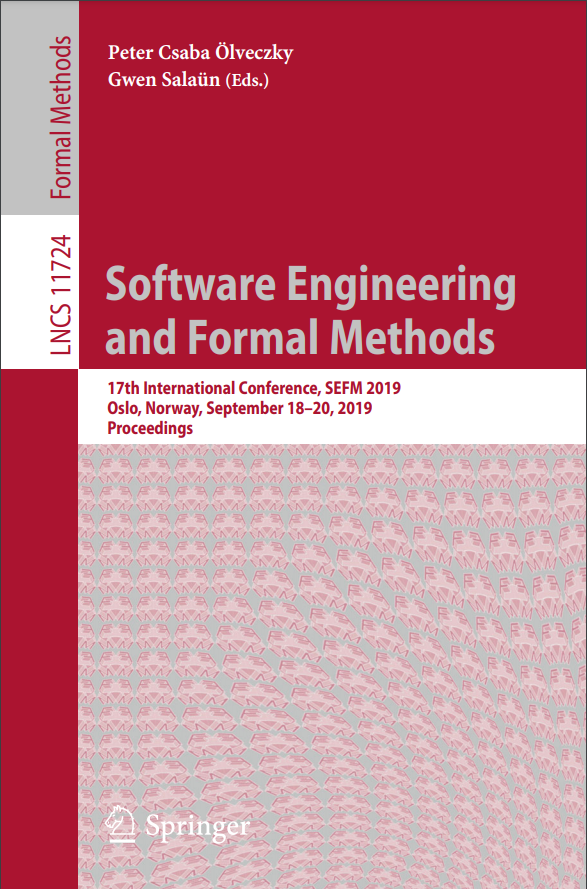 Peter Csaba Ölveczky
Gwen Salaün (Eds.)
Formal Methods
LNCS 11724
Software Engineering
and Formal Methods
17th International Conference, SEFM 2019
Oslo, Norway, September 18–20, 2019
Proceedings
Springer